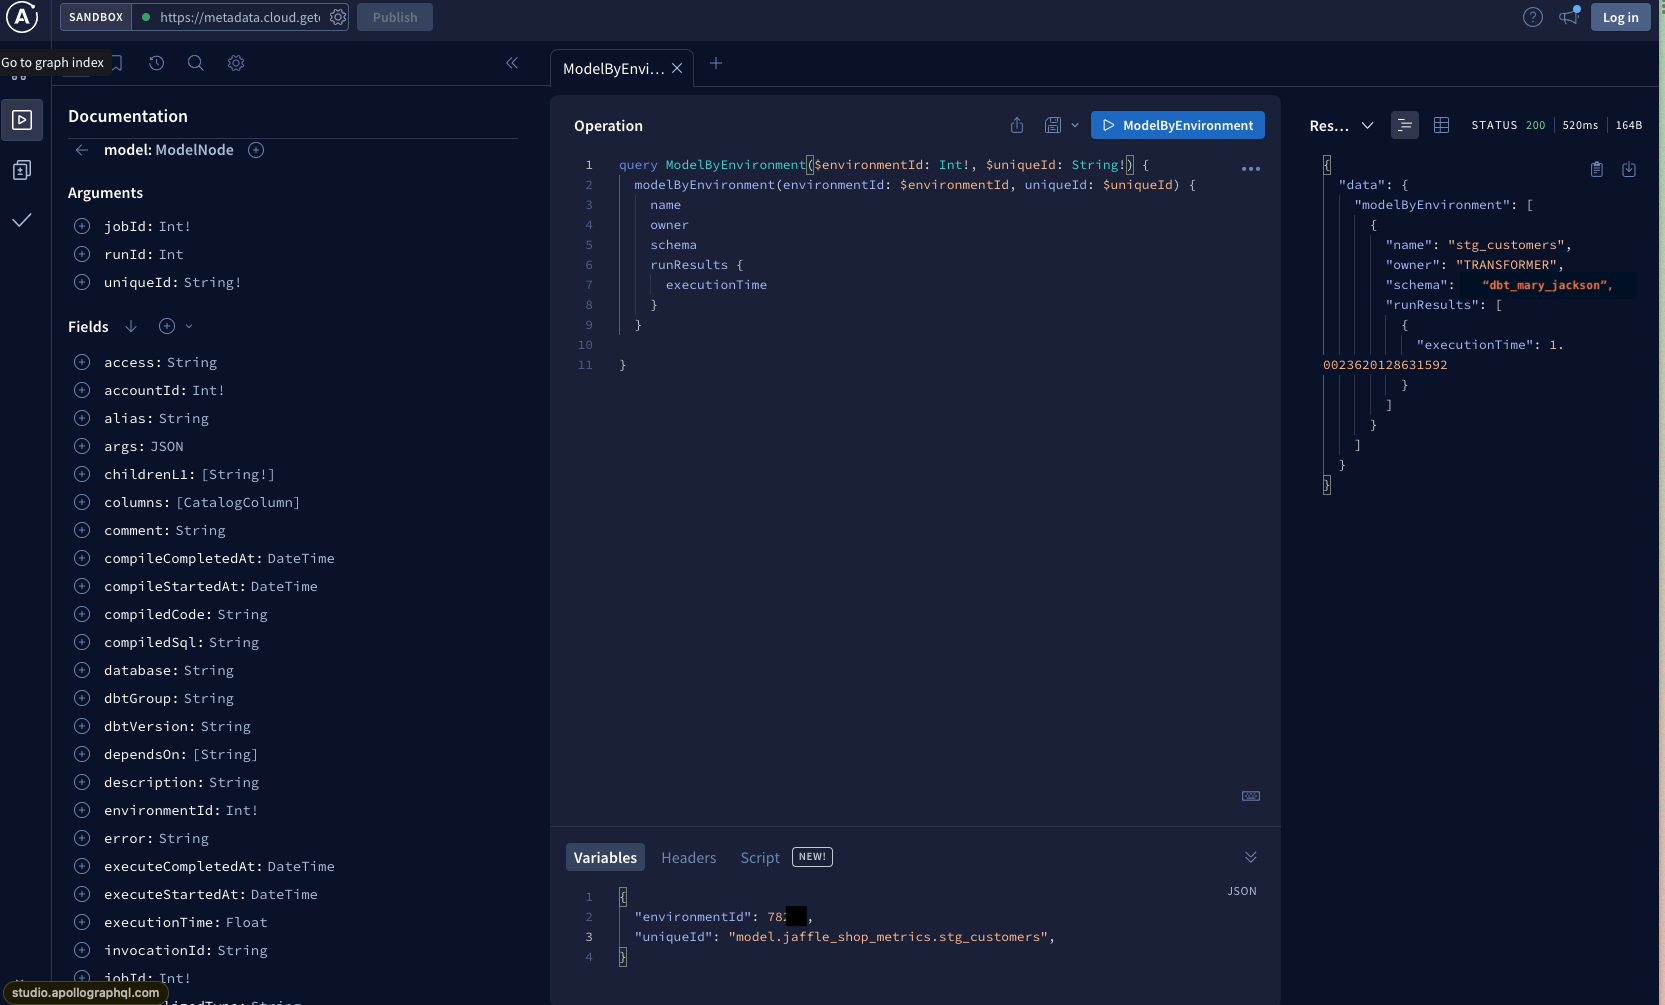 SANDBOX
https://metadata.cloud.get
Publish
Log in
Go to graph index
ModelByEnvi...
Documentation
model: ModelNode
Arguments
jobId: Int!
runId: Int
uniqueId: String!
Fields
access: String
accountId: Int!
alias: String
args: JSON
childrenL1: [String!]
columns: [CatalogColumn]
comment: String
compileCompletedAt: DateTime
compileStartedAt: DateTime
compiledCode: String
compiledSql: String
database: String
dbtGroup: String
dbtVersion: String
dependsOn: [String]
description: String
environmentId: Int!
error: String
executeCompletedAt: DateTime
executeStartedAt: DateTime
executionTime: Float
invocationId: String
jobId: Int!
studio.apollographql.com
Operation
ModelByEnvironment
1 query ModelByEnvironment($environmentId: Int!, $uniqueId: String!) {
2 modelByEnvironment(environmentId: $environmentId, uniqueId: $uniqueId) {
3 name
4 owner
5 schema
6 runResults {
7 executionTime
8 }
9 }
10
11 }
Variables Headers Script NEW!
JSON
1 {
2 "environmentId": 782 ,
3 "uniqueId": "model.jaffle_shop_metrics.stg_customers",
4 }
Res... STATUS 200 520ms 164B
{
"data": {
"modelByEnvironment": [
{
"name": "stg_customers",
"owner": "TRANSFORMER",
"schema": “dbt_mary_jackson”,
"runResults": [
{
"executionTime": 1.
0023620128631592
}
]
}
]
}
}